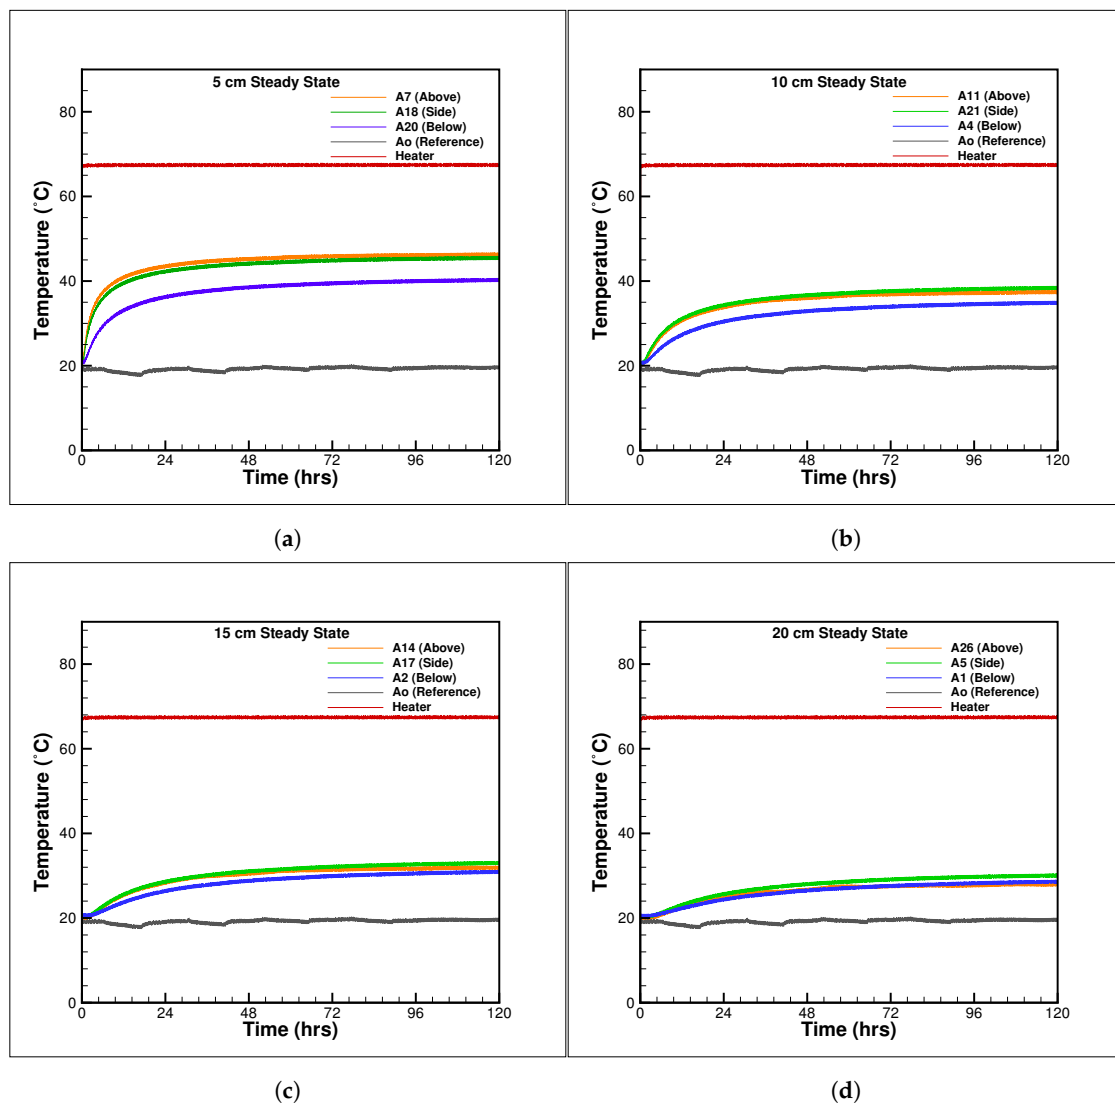 5 cm Steady State
A7 (Above)
A18 (Side)
A20 (Below)
Ao (Reference)
Heater
Temperature (°C)
80
60
40
20
0
0 24 48 72 96 120
Time (hrs)
(a)
10 cm Steady State
A11 (Above)
A21 (Side)
A4 (Below)
Ao (Reference)
Heater
Temperature (°C)
80
60
40
20
0
0 24 48 72 96 120
Time (hrs)
(b)
15 cm Steady State
A14 (Above)
A17 (Side)
A2 (Below)
Ao (Reference)
Heater
Temperature (°C)
80
60
40
20
0
0 24 48 72 96 120
Time (hrs)
(c)
20 cm Steady State
A26 (Above)
A5 (Side)
A1 (Below)
Ao (Reference)
Heater
Temperature (°C)
80
60
40
20
0
0 24 48 72 96 120
Time (hrs)
(d)